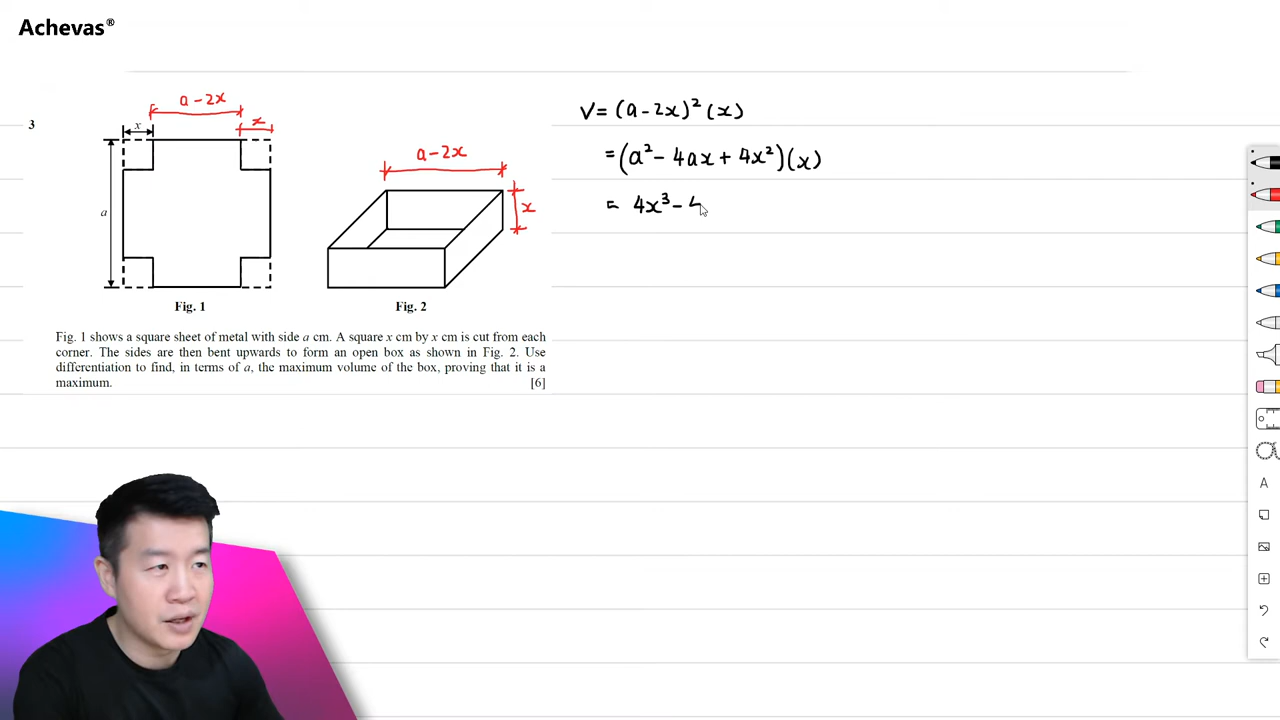 Achevas®
3
a-2x
x
x
a
Fig. 1
a-2x
x
Fig. 2
Fig. 1 shows a square sheet of metal with side a cm. A square x cm by x cm is cut from each
corner. The sides are then bent upwards to form an open box as shown in Fig. 2. Use
differentiation to find, in terms of a, the maximum volume of the box, proving that it is a
maximum. [6]
V = (a-2x)²(x)
= (a² - 4ax + 4x²)(x)
= 4x³ - 4
A